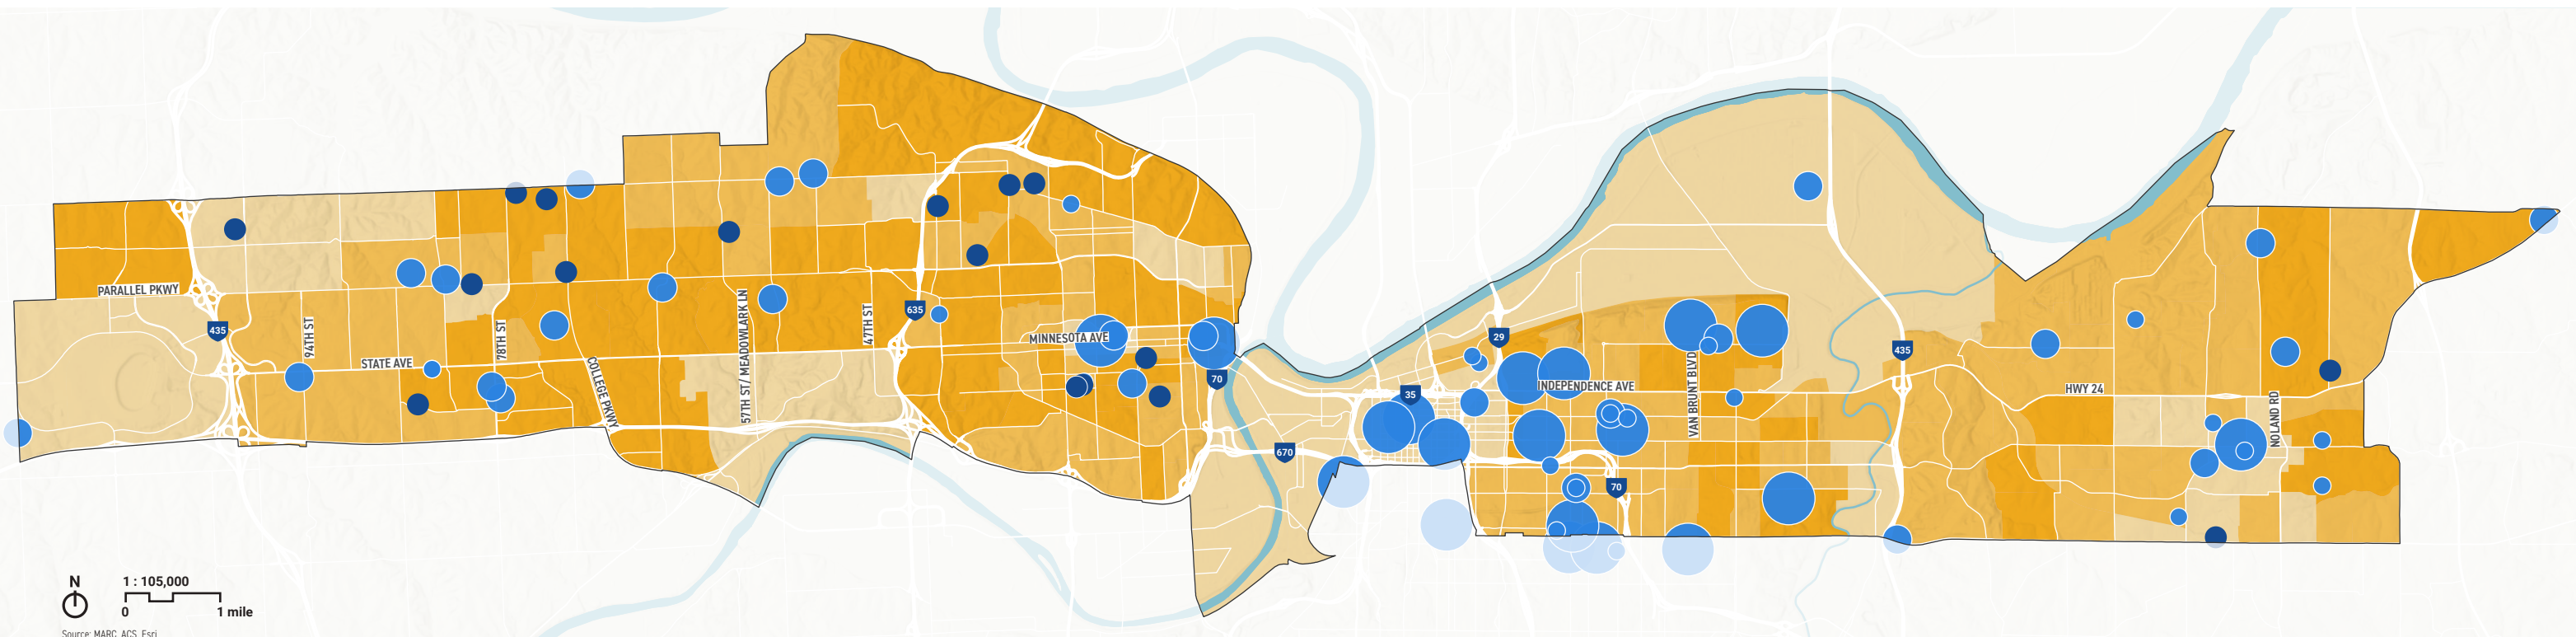 PARALLEL PKWY
435
94TH ST
STATE AVE
78TH ST
COLLEGE PKWY
57TH ST/ MEADOWLARK LN
47TH ST
635
MINNESOTA AVE
70
670
35
29
INDEPENDENCE AVE
VAN BRUNT BLVD
70
435
HWY 24
NOLAND RD
N
1 : 105,000
0 1 mile
Source: MARC, ACS, Esri